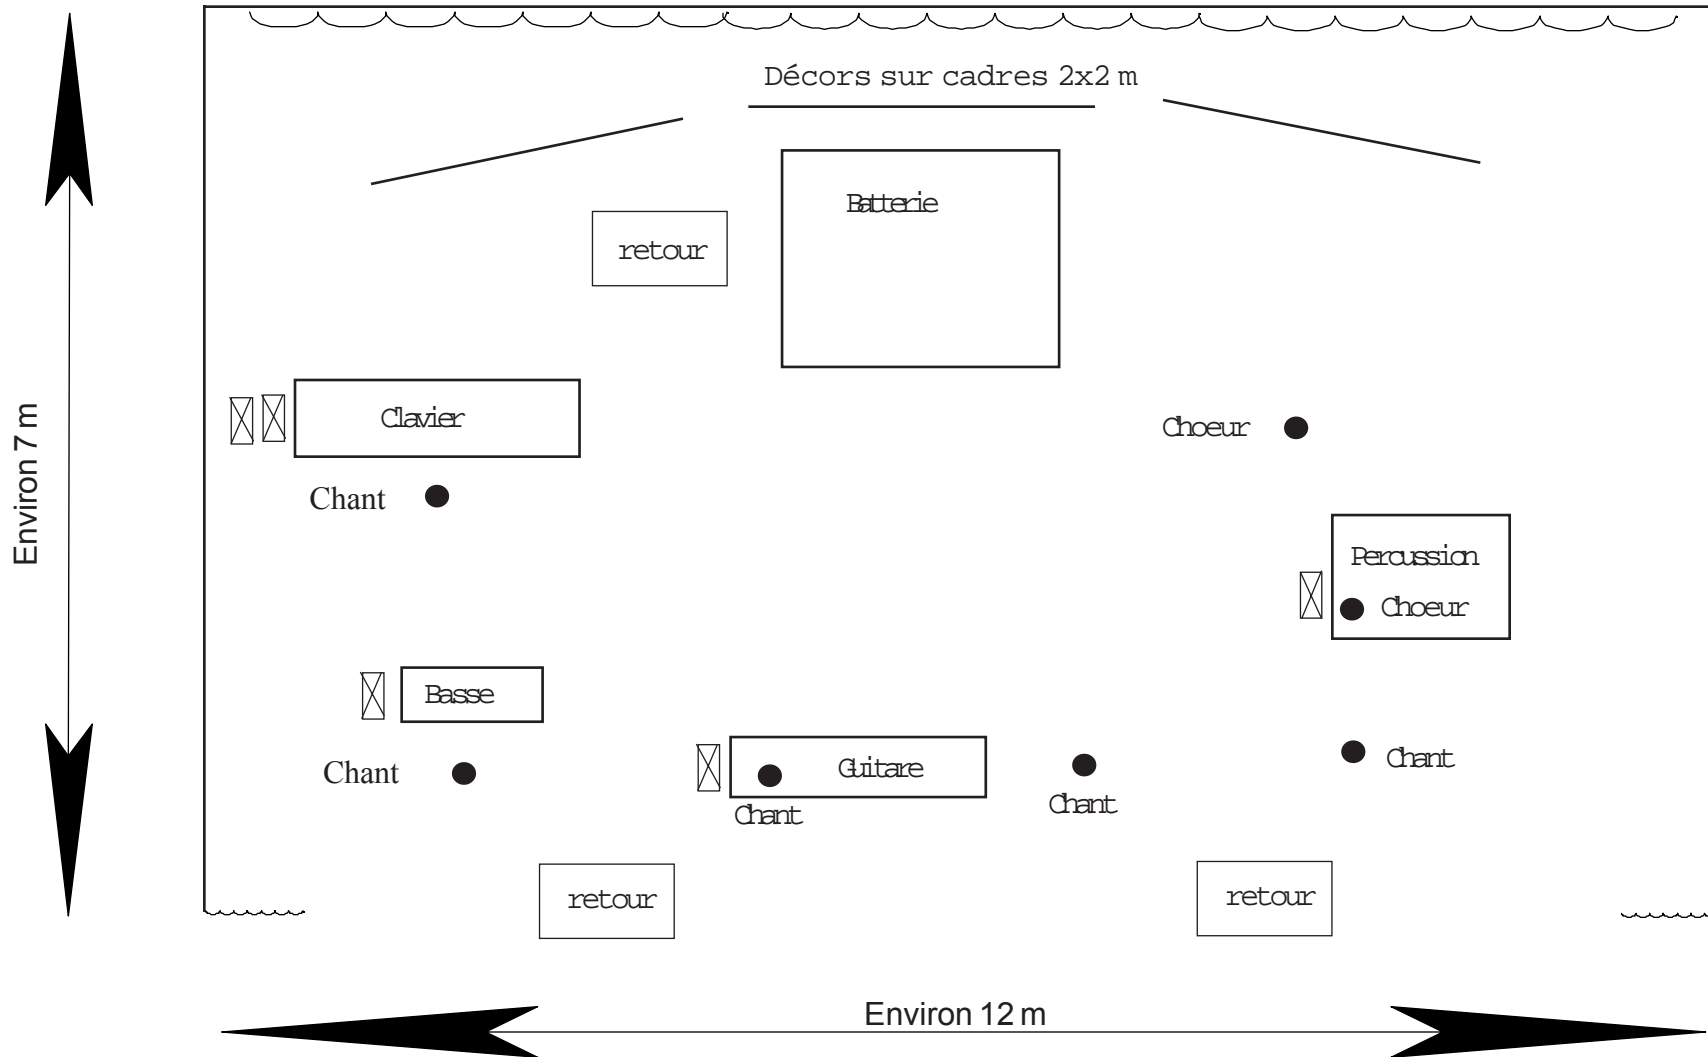 Décors sur cadres 2x2 m
Batterie
retour
Clavier
Choeur
Chant
Environ 7 m
Percussion
Choeur
Basse
Chant
Guitare
Chant
Chant
Chant
retour
retour
Environ 12 m